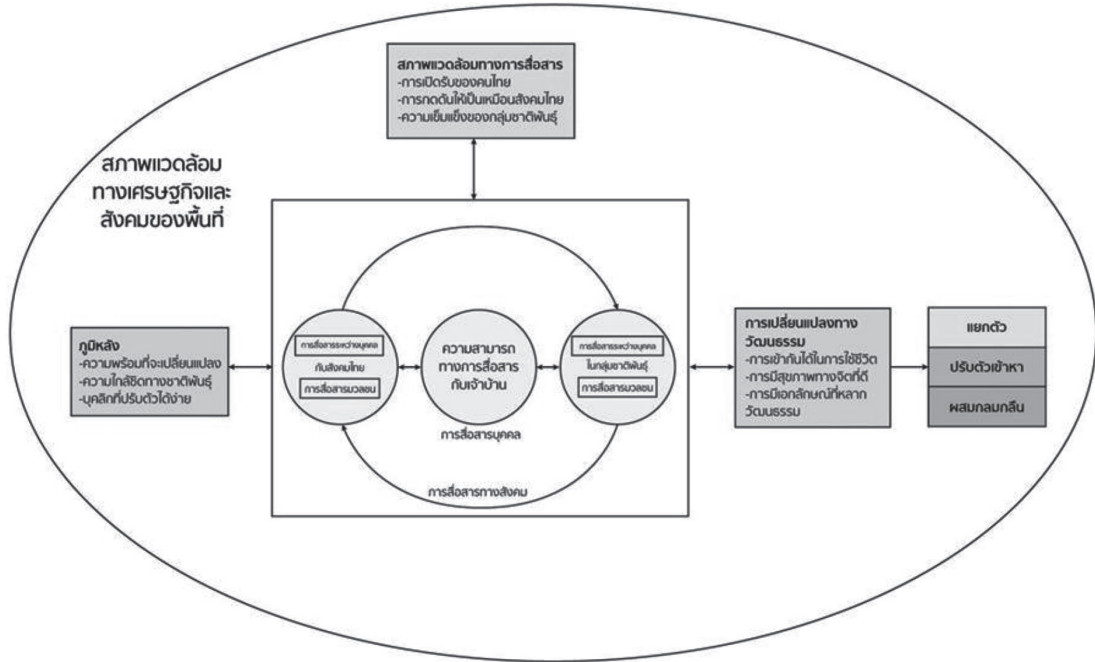 สภาพแวดล้อมทางการสื่อสาร
-การเปิดรับของคนไทย
-การกดดันให้เป็นเหมือนสังคมไทย
-ความเข็มแข็งของกลุ่มชาติพันธุ์
สภาพแวดล้อม
ทางเศรษฐกิจและ
สังคมของพื้นที่
ภูมิหลัง
-ความพร้อมที่จะเปลี่ยนแปลง
-ความใกล้ชิดทางชาติพันธุ์
-บุคลิกที่ปรับตัวได้ง่าย
การสื่อสารระหว่างบุคคล
กับสังคมไทย
การสื่อสารมวลชน
ความสามารถ
ทางการสื่อสาร
กับเจ้าบ้าน
การสื่อสารบุคคล
การสื่อสารระหว่างบุคคล
ในกลุ่มชาติพันธุ์
การสื่อสารมวลชน
การสื่อสารทางสังคม
การเปลี่ยนแปลงทาง
วัฒนธรรม
-การเข้ากันได้ในการใช้ชีวิต
-การมีสุขภาพทางจิตที่ดี
-การมีเอกลักษณ์ที่หลาก
วัฒนธรรม
แยกตัว
ปรับตัวเข้าหา
ผสมกลมกลืน